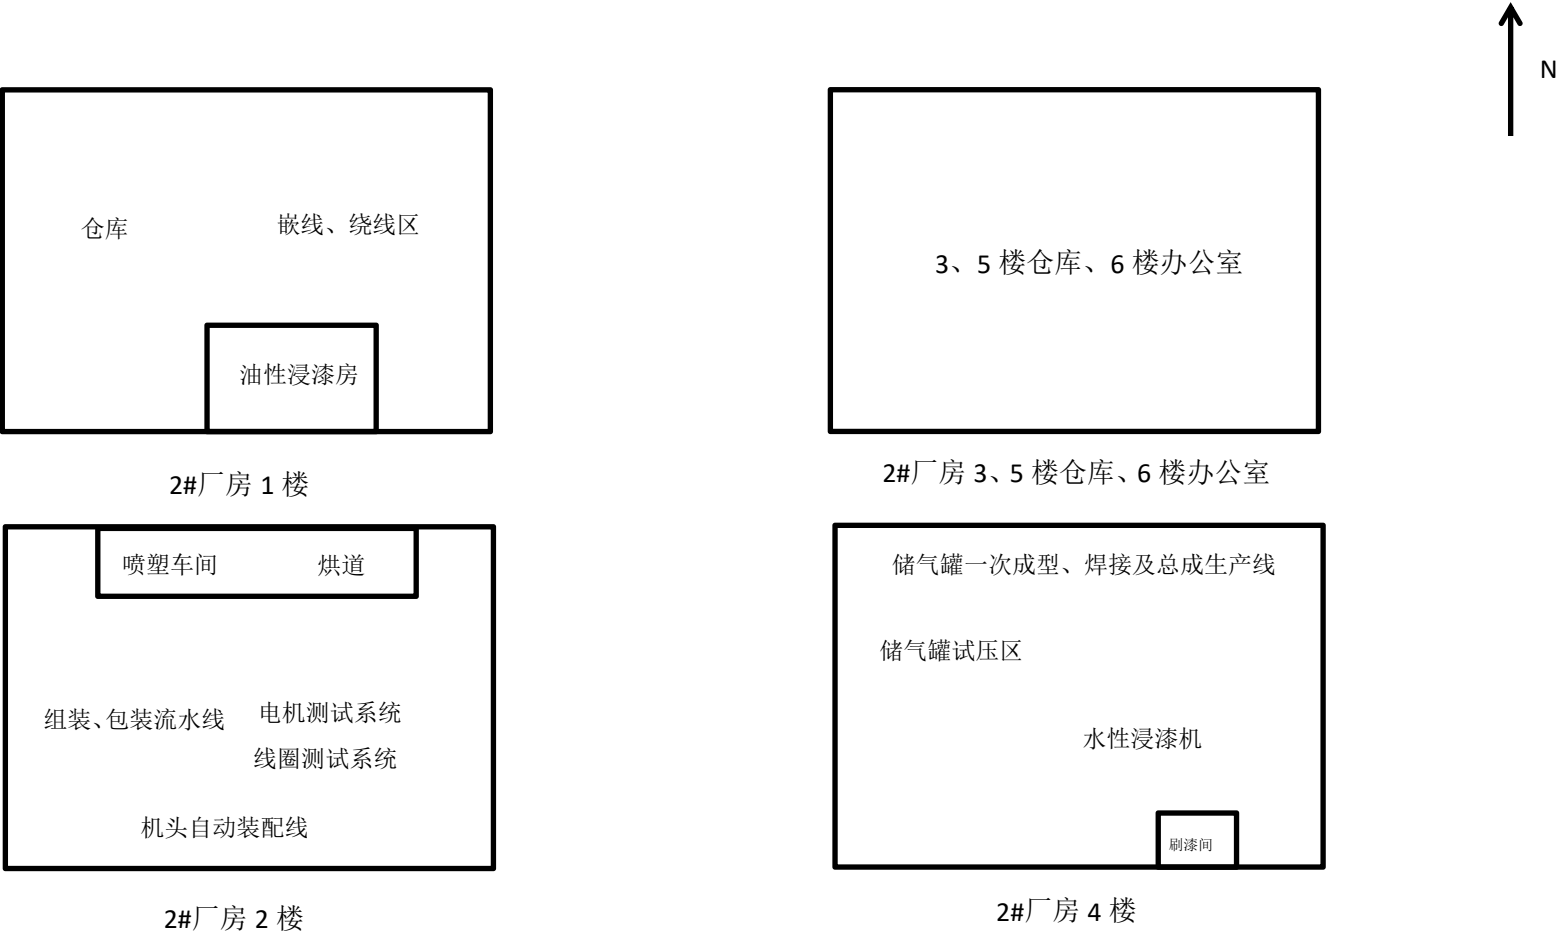 N
仓库
嵌线、绕线区
油性浸漆房
2#厂房 1 楼
3、5 楼仓库、6 楼办公室
2#厂房 3、5 楼仓库、6 楼办公室
喷塑车间
烘道
组装、包装流水线
电机测试系统
线圈测试系统
机头自动装配线
2#厂房 2 楼
储气罐一次成型、焊接及总成生产线
储气罐试压区
水性浸漆机
刷漆间
2#厂房 4 楼